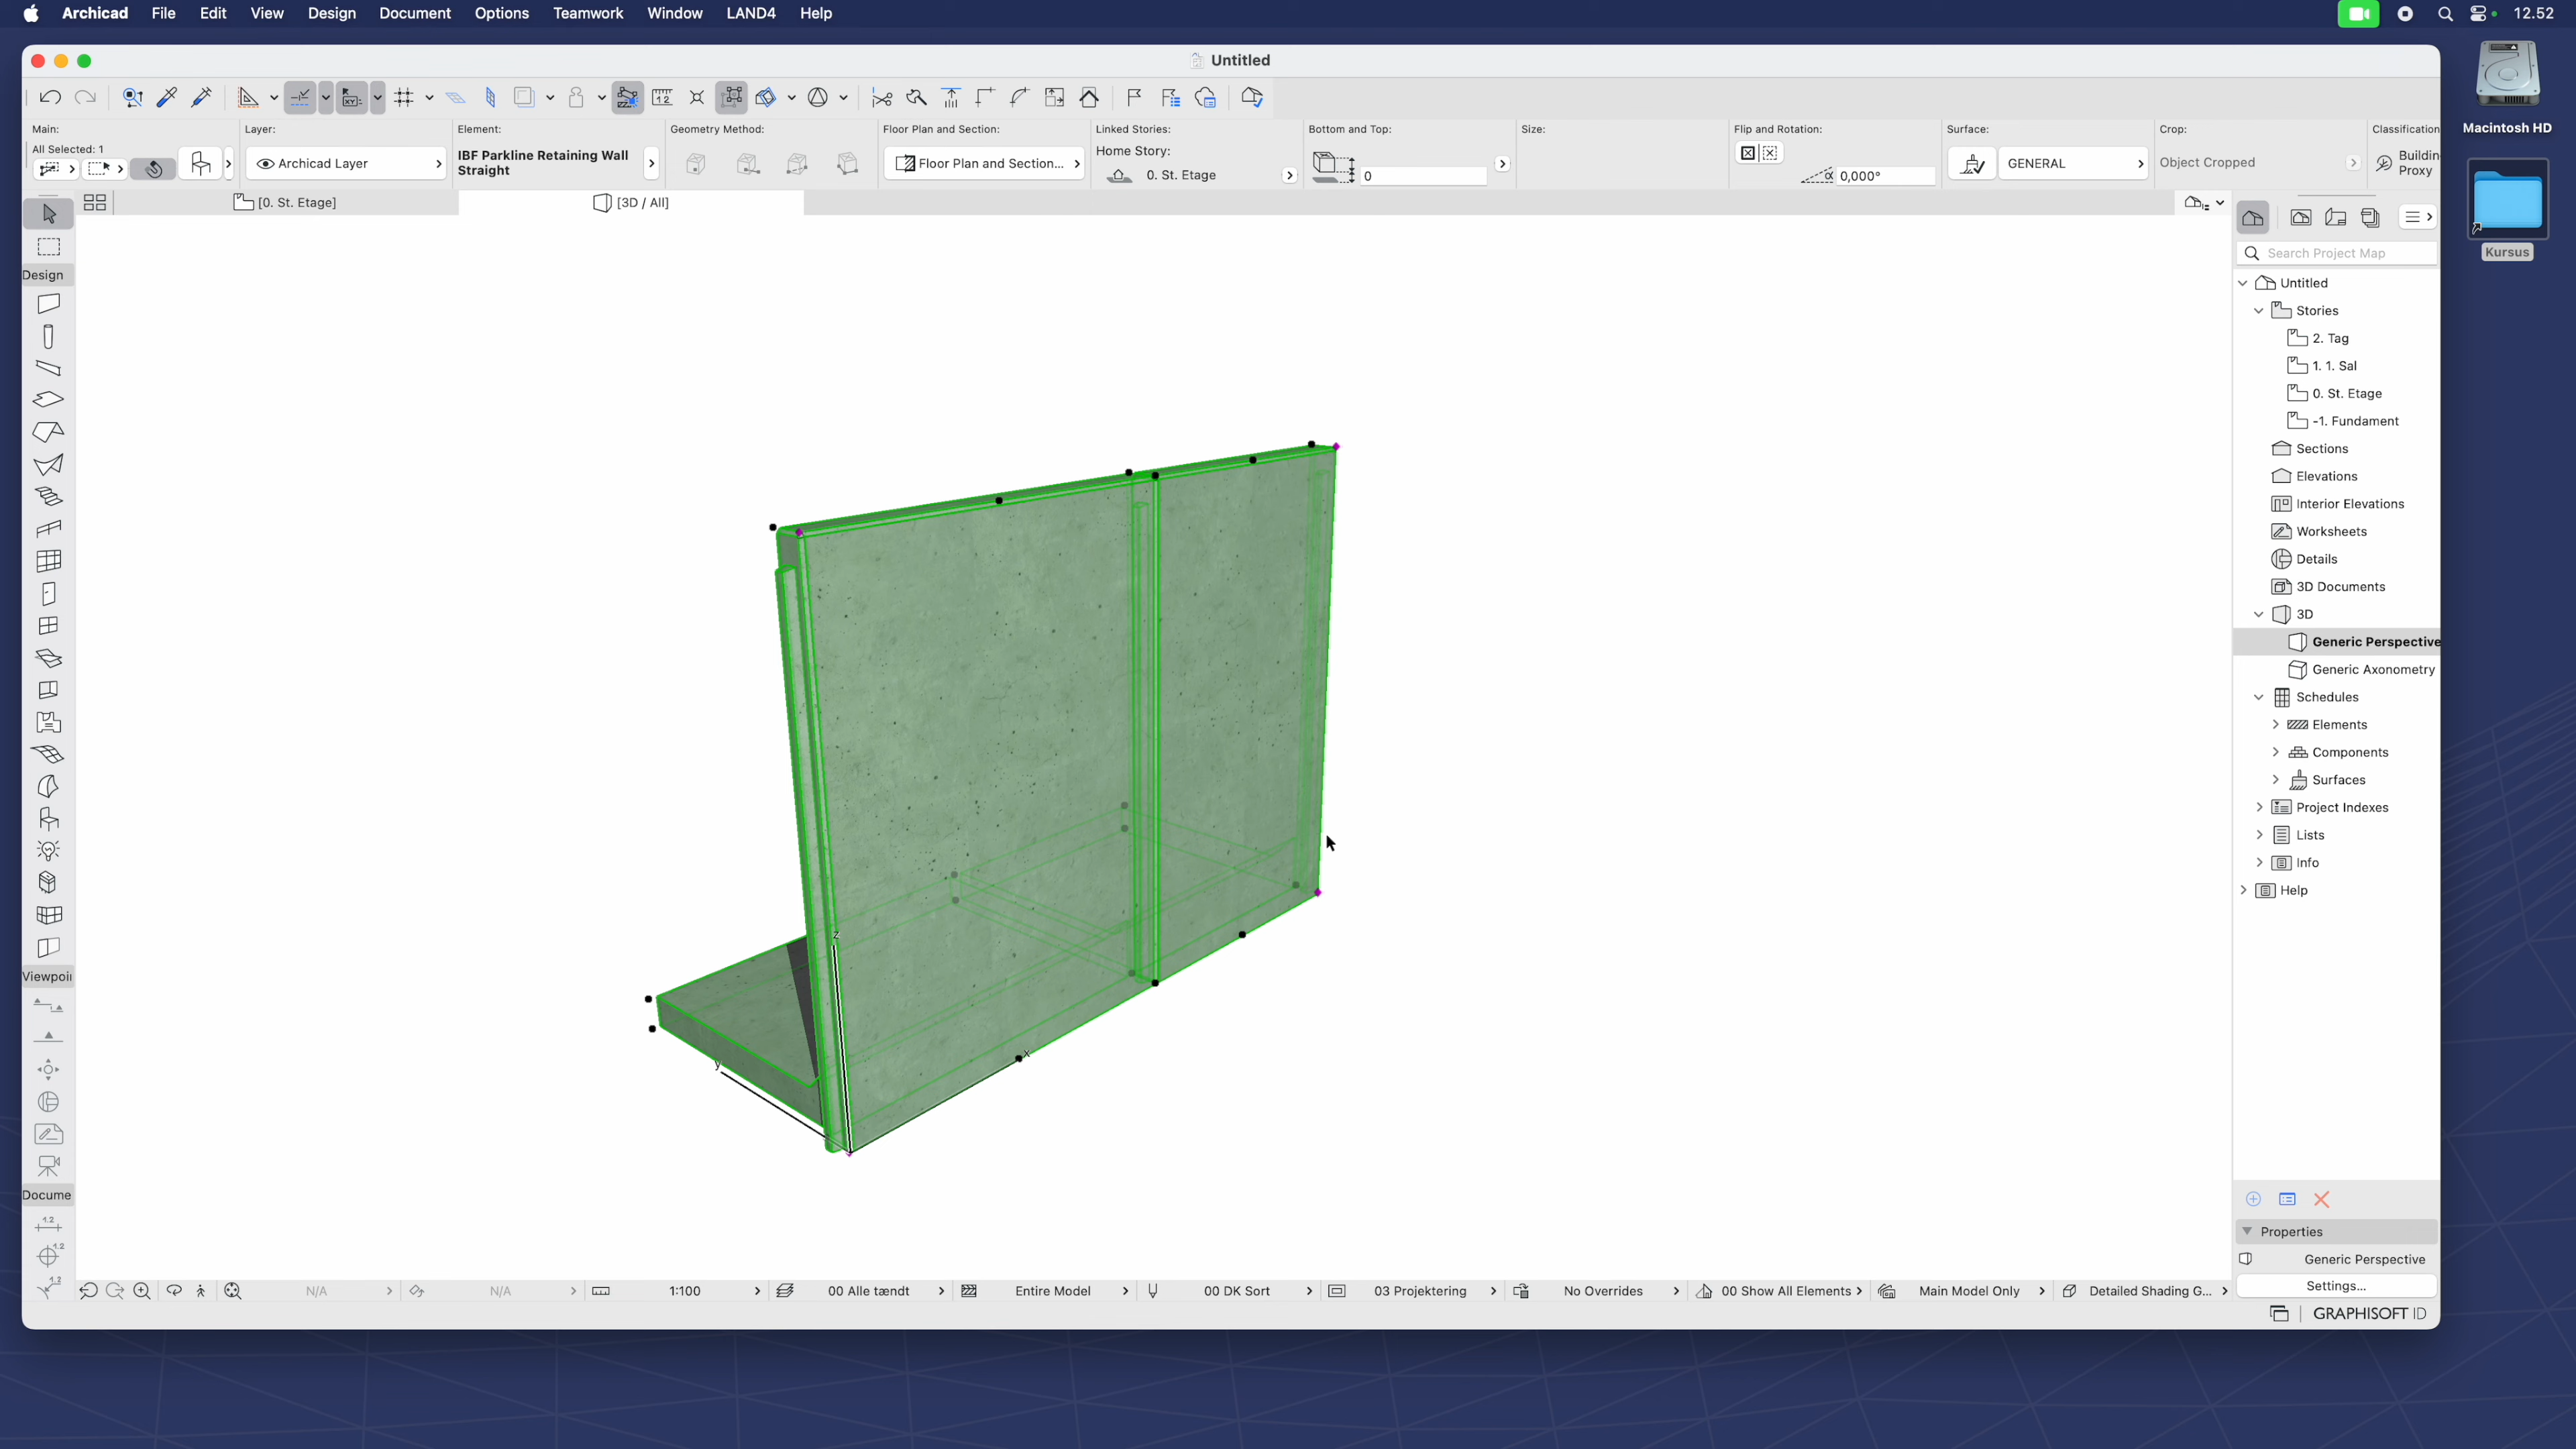 Archicad File Edit View Design Document Options Teamwork Window LAND4 Help 12.52
Untitled
Macintosh HD
Kursus
Main: Layer: Element: Geometry Method: Floor Plan and Section: Linked Stories: Bottom and Top: Size: Flip and Rotation: Surface: Crop: Classification
All Selected: 1
Archicad Layer
IBF Parkline Retaining Wall
Straight
Floor Plan and Section...
Home Story:
0. St. Etage
0
α 0,000°
GENERAL
Object Cropped
Buildin
Proxy
[0. St. Etage]
[3D / All]
Search Project Map
Untitled
Stories
2. Tag
1. 1. Sal
0. St. Etage
-1. Fundament
Sections
Elevations
Interior Elevations
Worksheets
Details
3D Documents
3D
Generic Perspective
Generic Axonometry
Schedules
Elements
Components
Surfaces
Project Indexes
Lists
Info
Help
Properties
Generic Perspective
Settings...
GRAPHISOFT ID
Design
Viewpoi
Docume
1.2
1.2
1.2
z
x
y
N/A
N/A
1:100
00 Alle tændt
Entire Model
00 DK Sort
03 Projektering
No Overrides
00 Show All Elements
Main Model Only
Detailed Shading G...